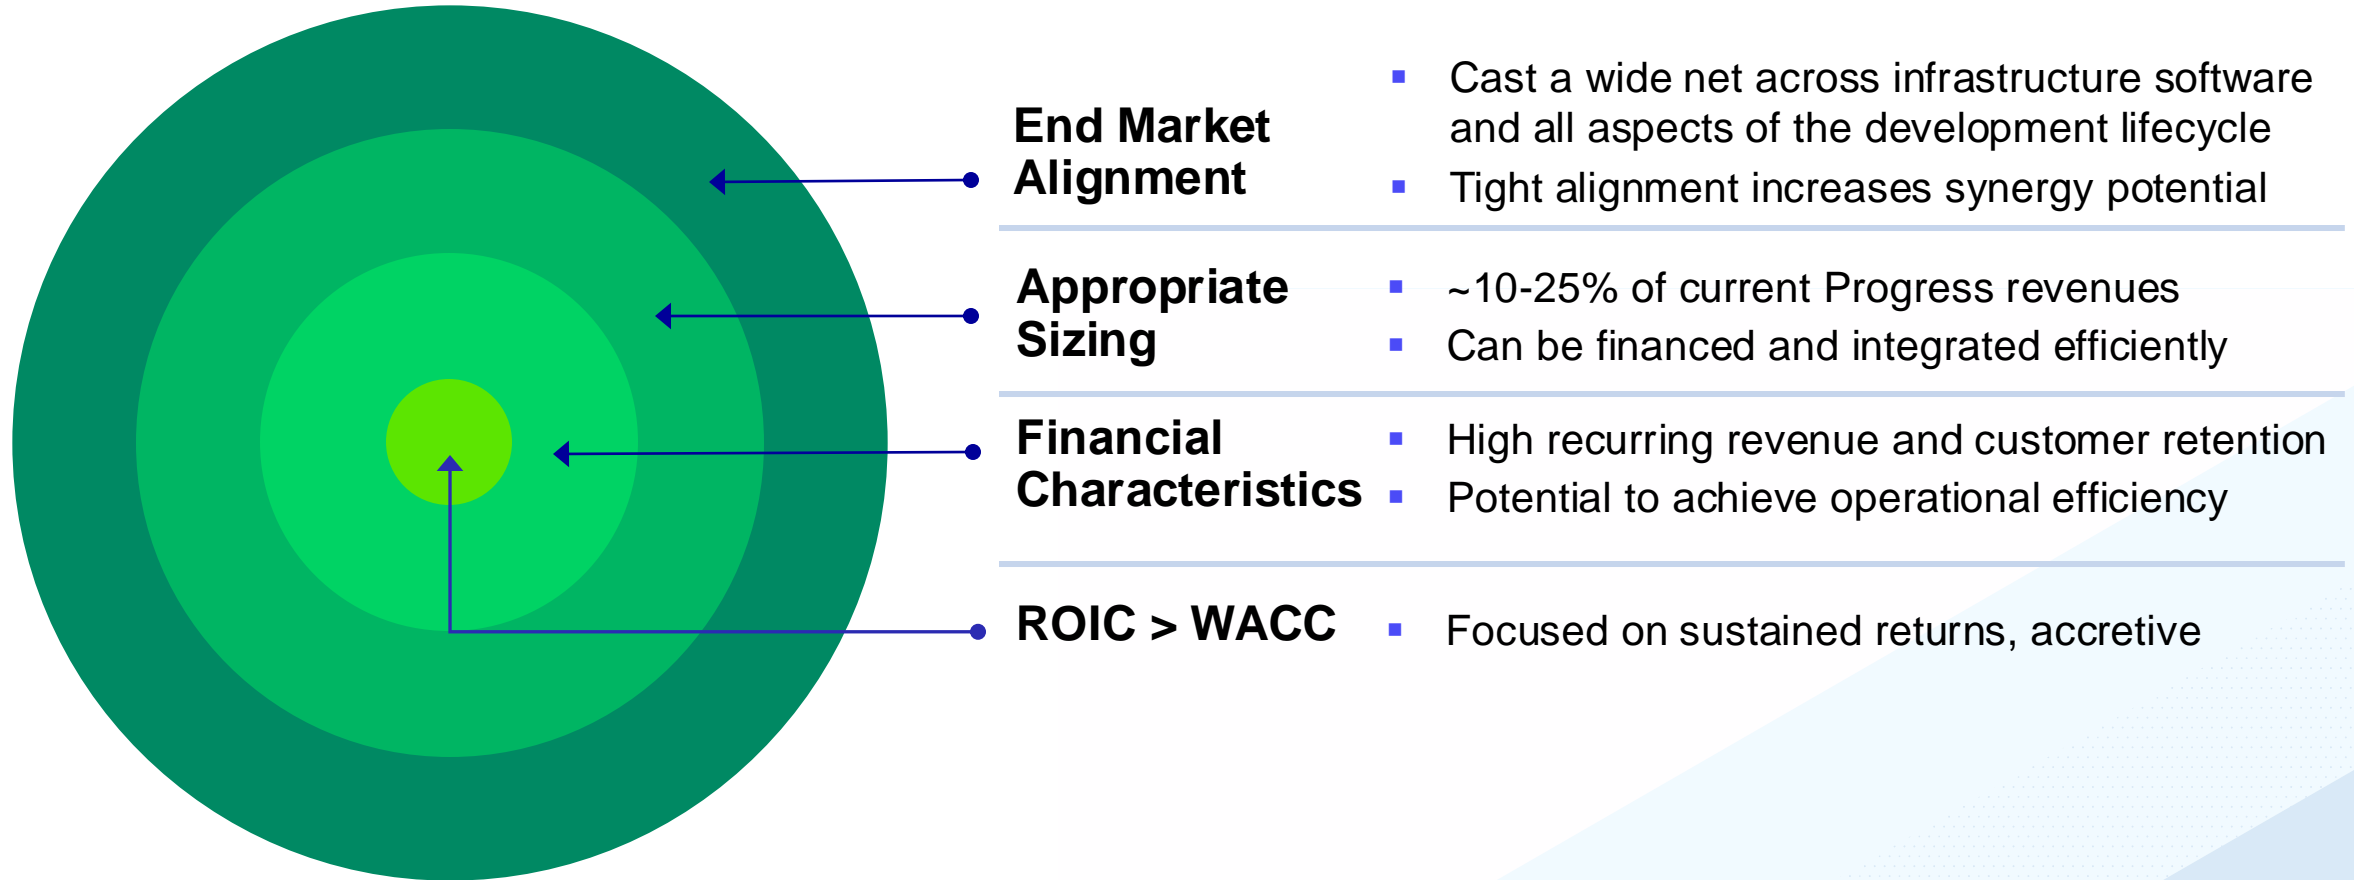 End Market
Alignment
▪ Cast a wide net across infrastructure software
and all aspects of the development lifecycle
▪ Tight alignment increases synergy potential
Appropriate
Sizing
▪ ~10-25% of current Progress revenues
▪ Can be financed and integrated efficiently
Financial
Characteristics
▪ High recurring revenue and customer retention
▪ Potential to achieve operational efficiency
ROIC > WACC
▪ Focused on sustained returns, accretive